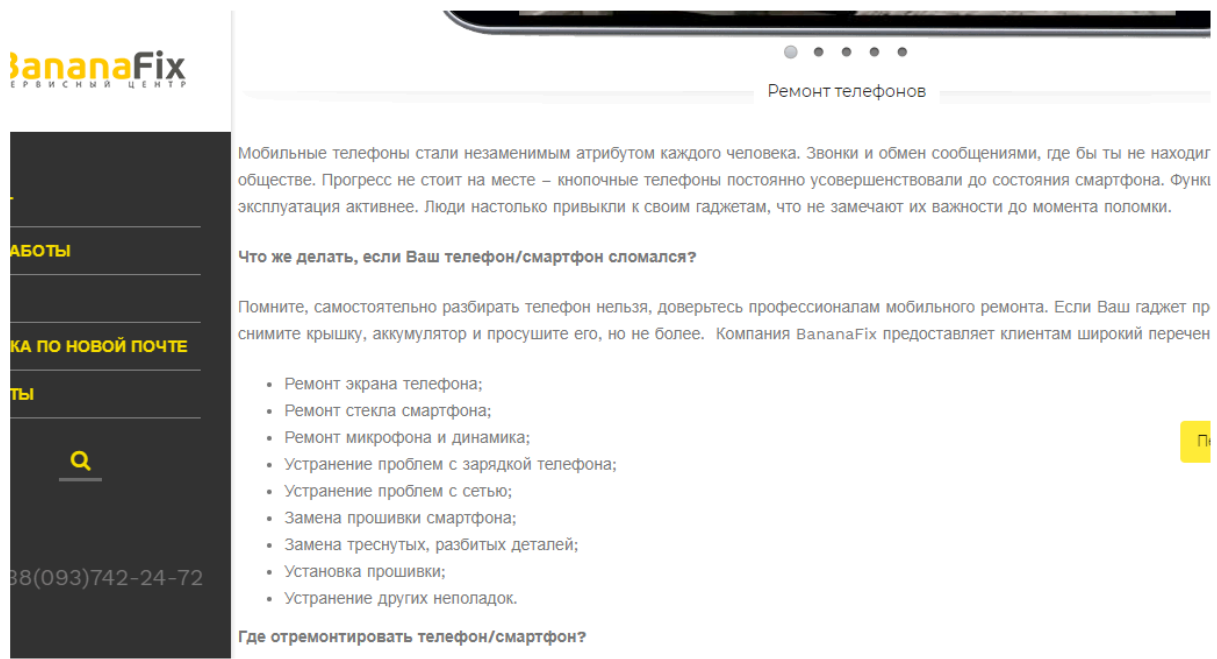 BananaFix
СЕРВИСНЫЙ ЦЕНТР
АБОТЫ
КА ПО НОВОЙ ПОЧТЕ
ТЫ
38(093)742-24-72
Ремонт телефонов
Мобильные телефоны стали незаменимым атрибутом каждого человека. Звонки и обмен сообщениями, где бы ты не находил
обществе. Прогресс не стоит на месте – кнопочные телефоны постоянно усовершенствовали до состояния смартфона. Функц
эксплуатация активнее. Люди настолько привыкли к своим гаджетам, что не замечают их важности до момента поломки.
Что же делать, если Ваш телефон/смартфон сломался?
Помните, самостоятельно разбирать телефон нельзя, доверьтесь профессионалам мобильного ремонта. Если Ваш гаджет пр
снимите крышку, аккумулятор и просушите его, но не более. Компания BananaFix предоставляет клиентам широкий перечен
• Ремонт экрана телефона;
• Ремонт стекла смартфона;
• Ремонт микрофона и динамика;
• Устранение проблем с зарядкой телефона;
• Устранение проблем с сетью;
• Замена прошивки смартфона;
• Замена треснутых, разбитых деталей;
• Установка прошивки;
• Устранение других неполадок.
Пе
Где отремонтировать телефон/смартфон?